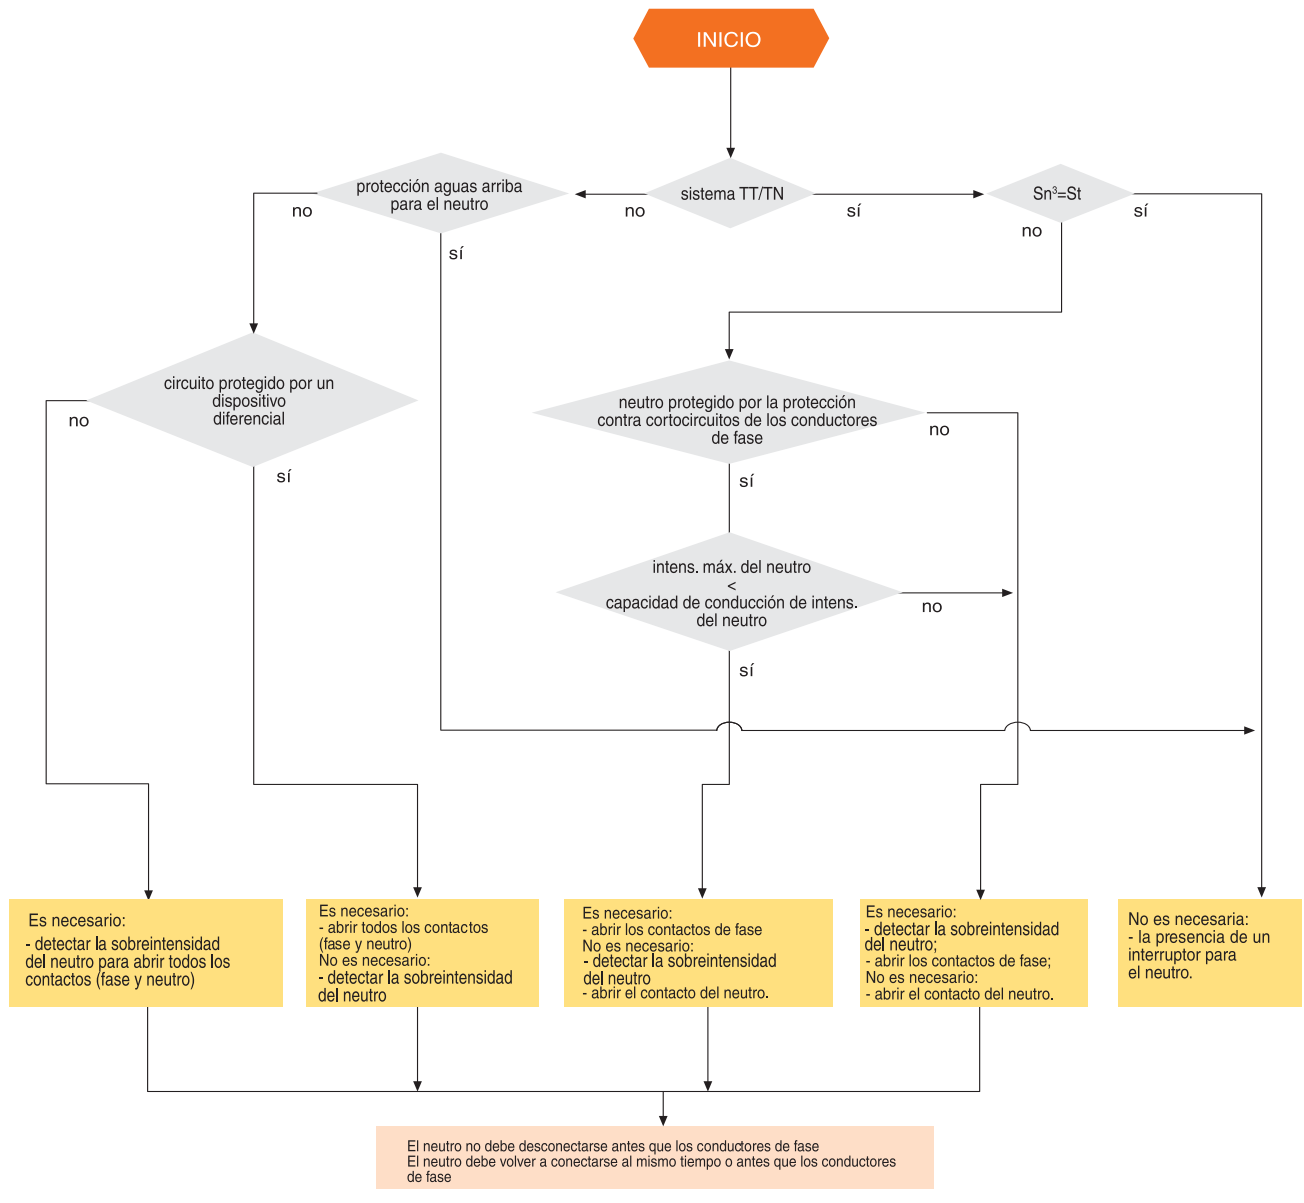 INICIO
protección aguas arriba
para el neutro
no
sí
sistema TT/TN
no
sí
Sn³=St
sí
no
circuito protegido por un
dispositivo
diferencial
no
sí
neutro protegido por la protección
contra cortocircuitos de los conductores
de fase
no
sí
intens. máx. del neutro
<
capacidad de conducción de intens.
del neutro
no
sí
Es necesario:
- detectar la sobreintensidad
del neutro para abrir todos los
contactos (fase y neutro)
Es necesario:
- abrir todos los contactos
(fase y neutro)
No es necesario:
- detectar la sobreintensidad
del neutro
Es necesario:
- abrir los contactos de fase
No es necesario:
- detectar la sobreintensidad
del neutro
- abrir el contacto del neutro.
Es necesario:
- detectar la sobreintensidad
del neutro;
- abrir los contactos de fase;
No es necesario:
- abrir el contacto del neutro.
No es necesaria:
- la presencia de un
interruptor para
el neutro.
El neutro no debe desconectarse antes que los conductores de fase
El neutro debe volver a conectarse al mismo tiempo o antes que los conductores
de fase